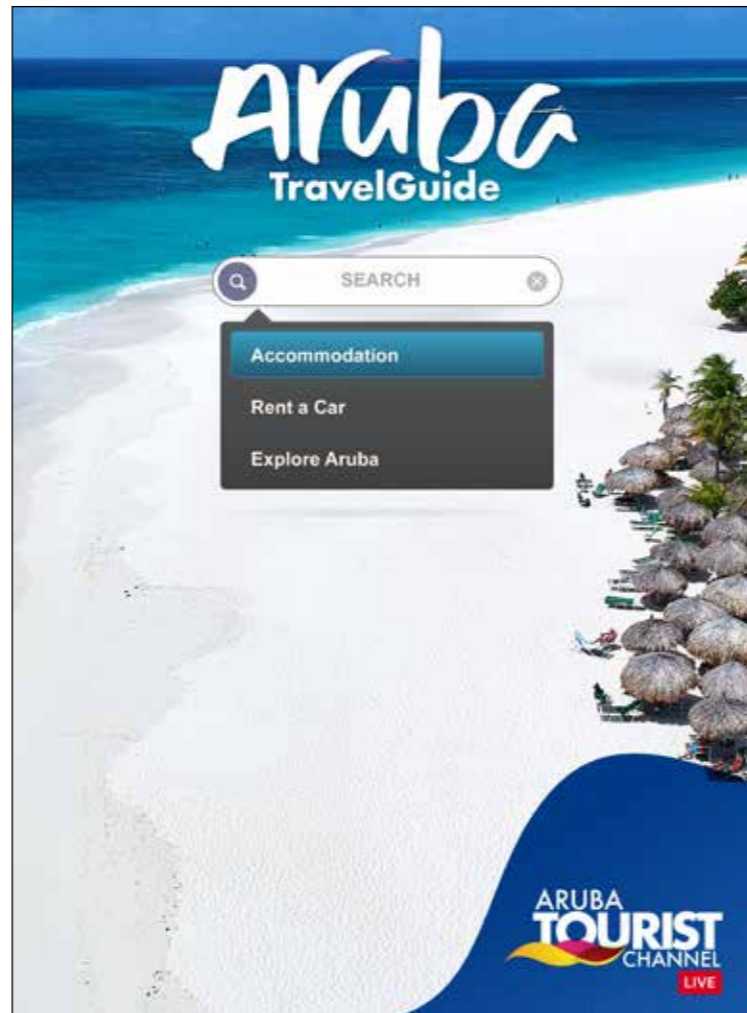 Aruba
TravelGuide
SEARCH
Accommodation
Rent a Car
Explore Aruba
ARUBA
TOURIST
CHANNEL
LIVE